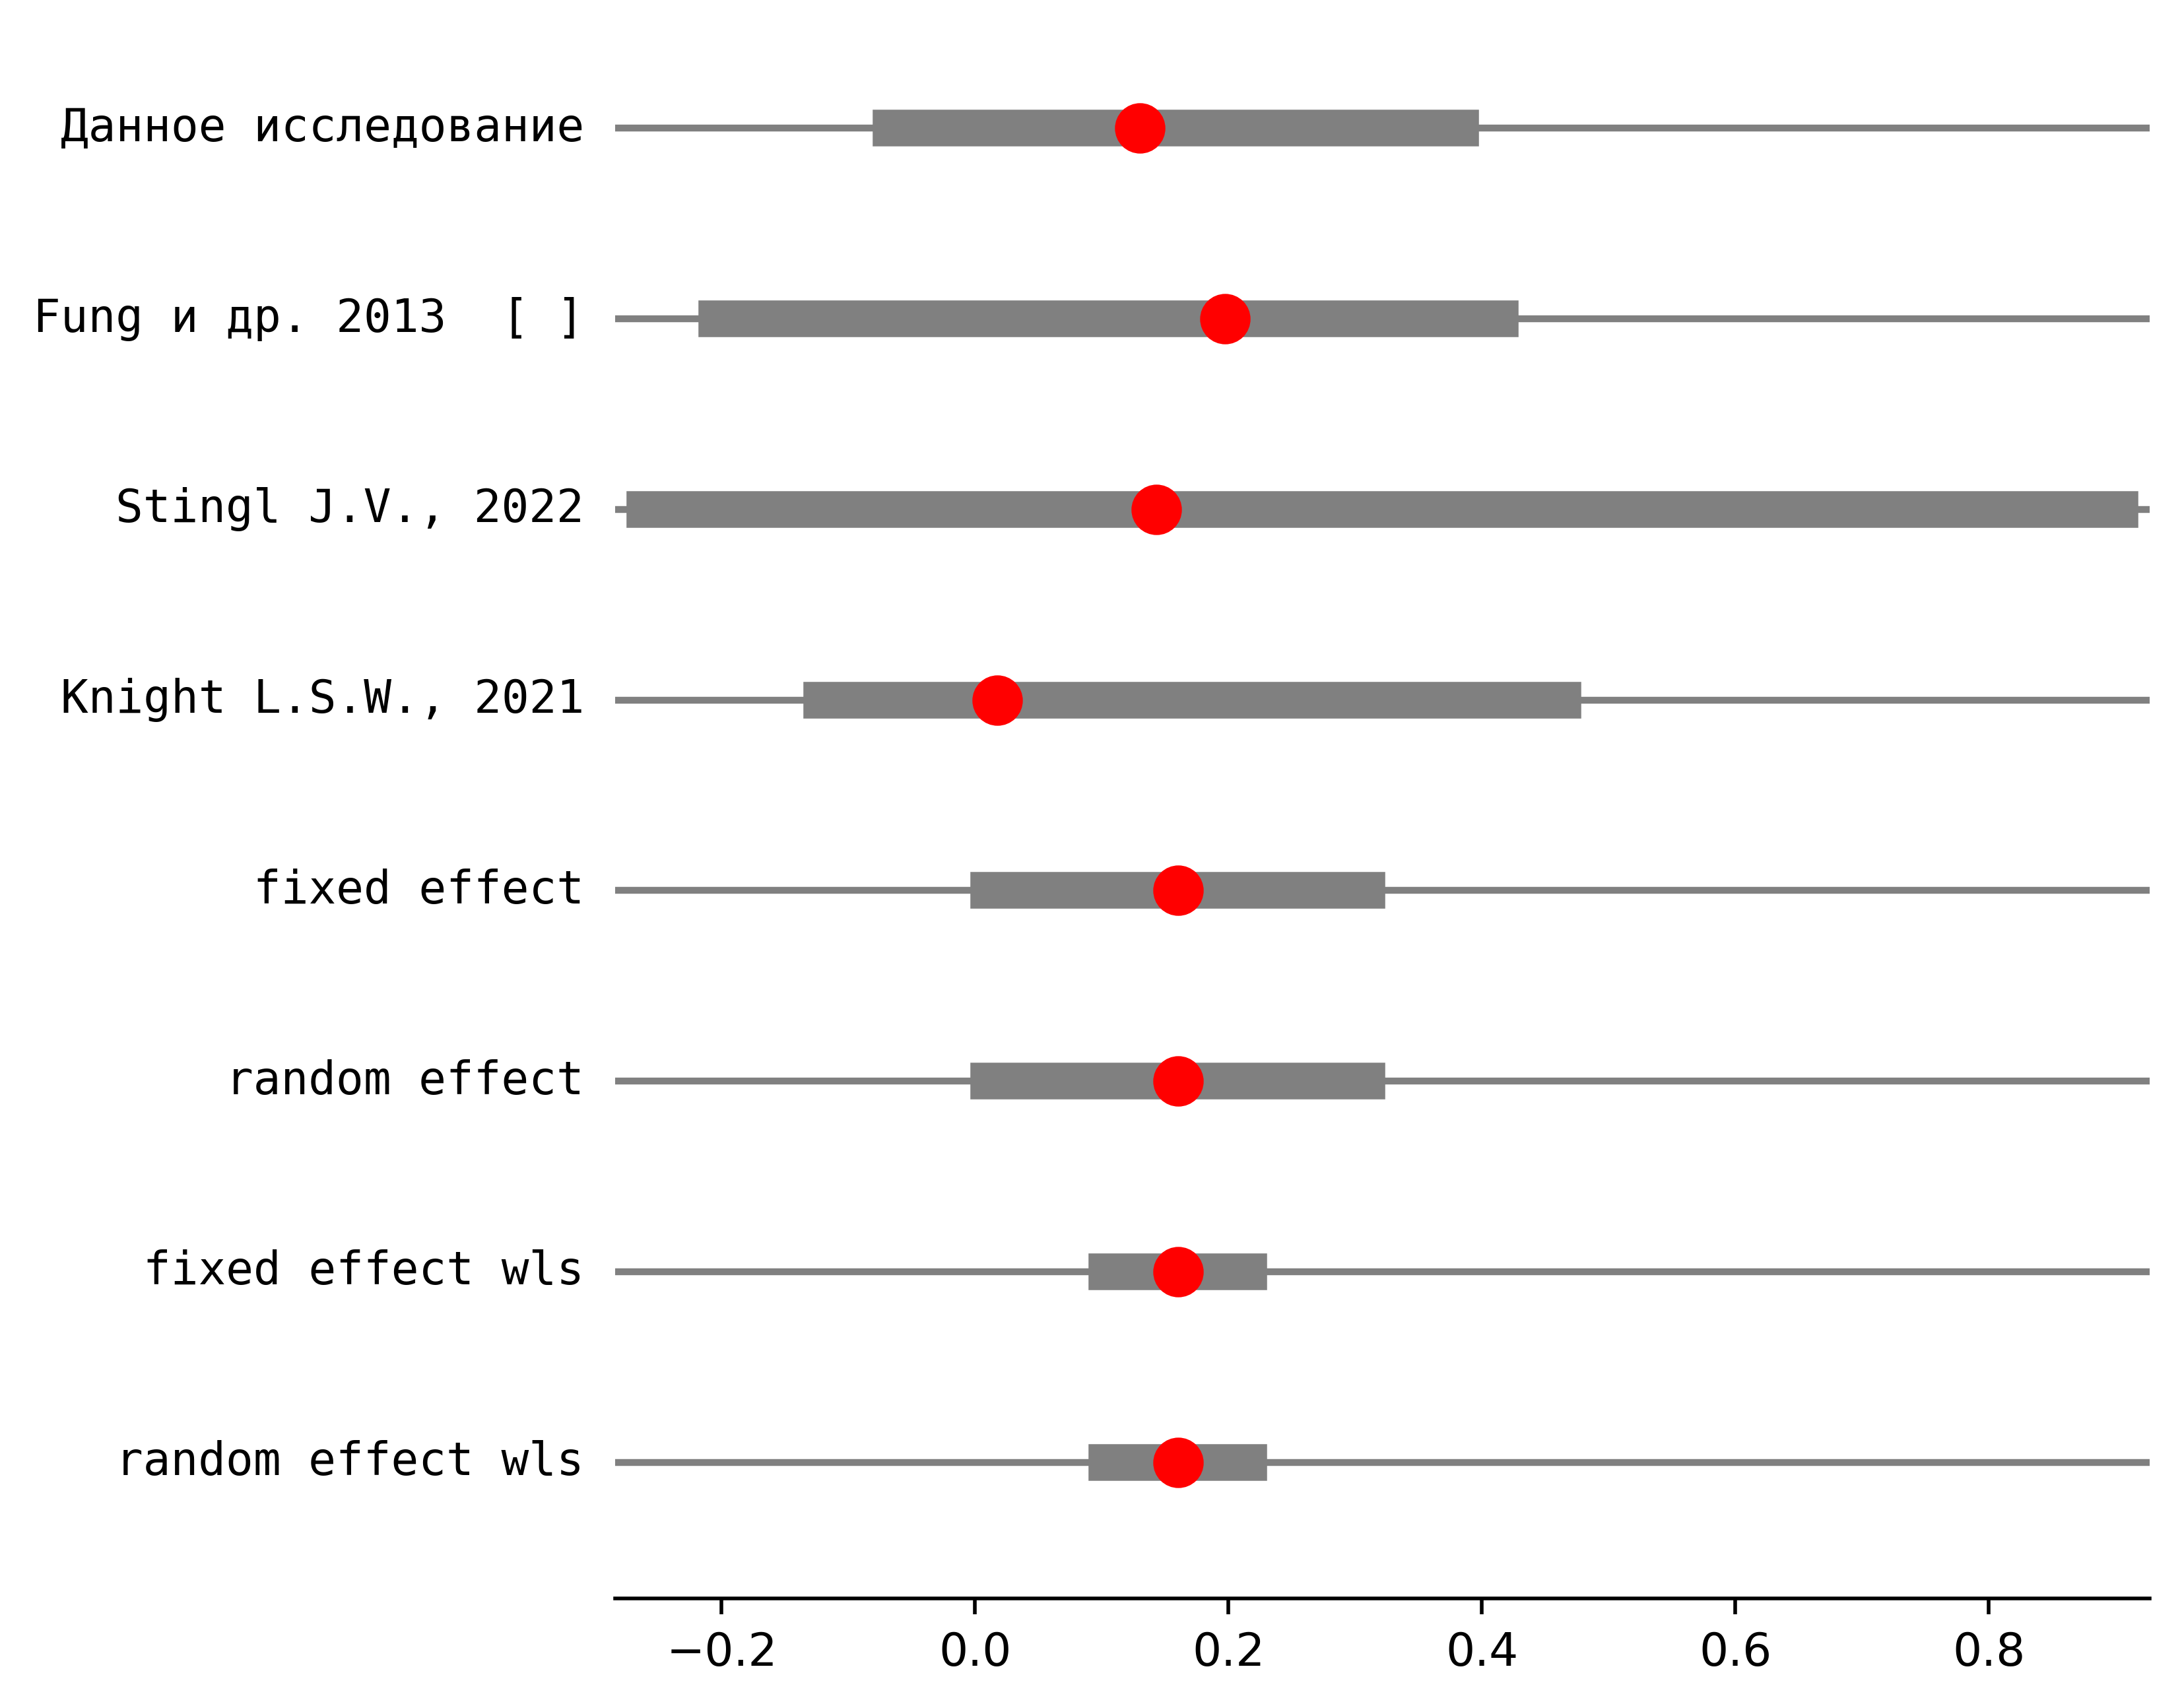 Данное исследование
Fung и др. 2013  [ ]
Stingl J.V., 2022
Knight L.S.W., 2021
fixed effect
random effect
fixed effect wls
random effect wls
−0.2 0.0 0.2 0.4 0.6 0.8